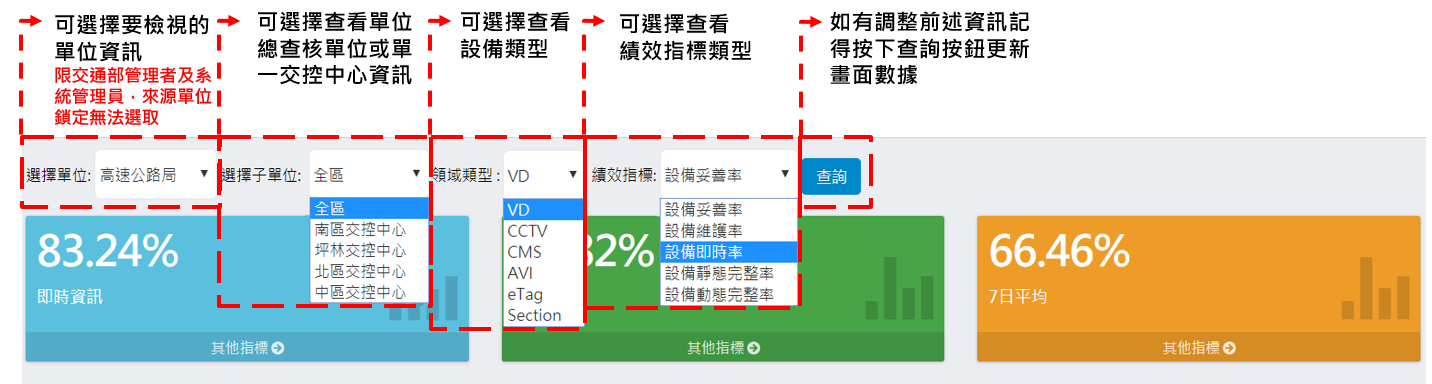 可選擇要檢視的
單位資訊
限交通部管理者及系
統管理員，來源單位
鎖定無法選取
可選擇查看單位
總查核單位或單
一交控中心資訊
可選擇查看
設備類型
可選擇查看
績效指標類型
如有調整前述資訊記
得按下查詢按鈕更新
畫面數據
選擇單位: 高速公路局 ▼ 選擇子單位: 全區 ▼ 領域類型 : VD ▼ 績效指標: 設備妥善率 ▼ 查詢
全區
南區交控中心
坪林交控中心
北區交控中心
中區交控中心
VD
CCTV
CMS
AVI
eTag
Section
設備妥善率
設備維護率
設備即時率
設備靜態完整率
設備動態完整率
83.24%
即時資訊
其他指標
32%
其他指標
66.46%
7日平均
其他指標